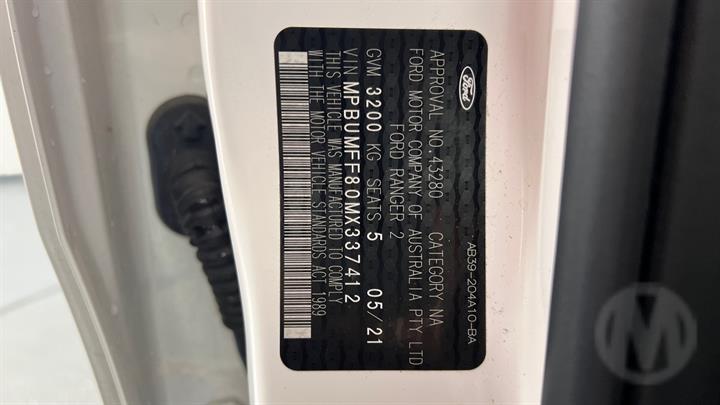 Ford
AB39-204A10-BA
APPROVAL NO.43280 CATEGORY NA
FORD MOTOR COMPANY OF AUSTRALIA PTY LTD
FORD RANGER 2
GVM 3200 KG SEATS 5 05/21
VIN MPBUMFF80MX337412
THIS VEHICLE WAS MANUFACTURED TO COMPLY
WITH THE MOTOR VEHICLE STANDARDS ACT 1989
M